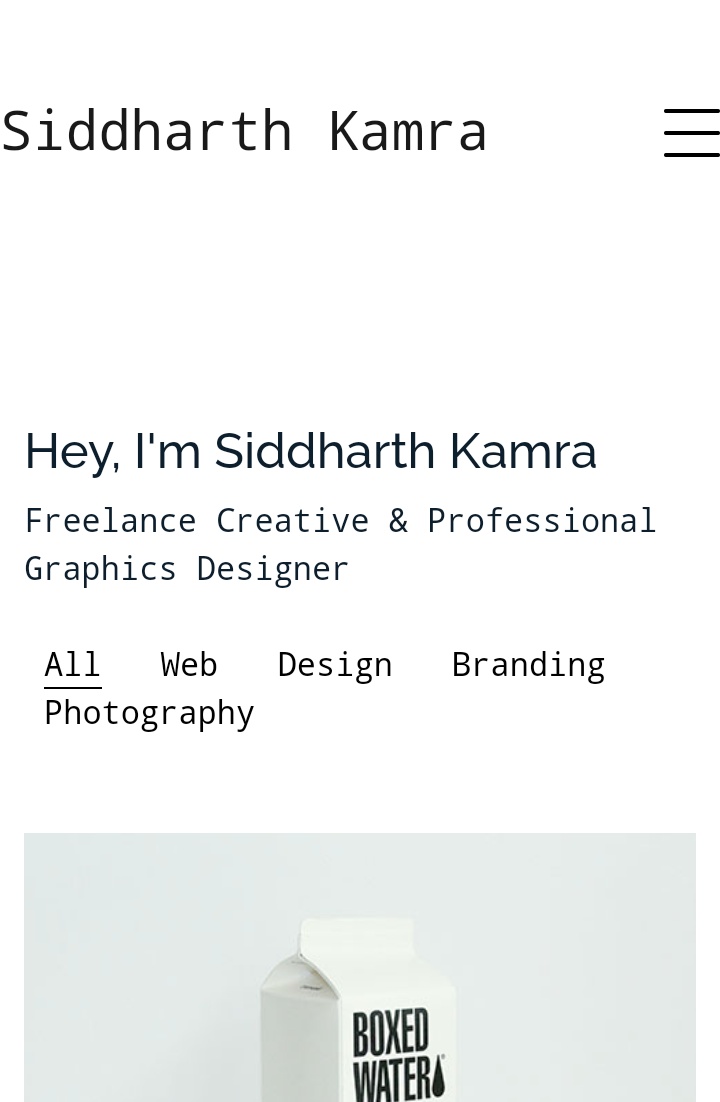 Siddharth Kamra
Hey, I'm Siddharth Kamra
Freelance Creative & Professional
Graphics Designer
All Web Design Branding
Photography
BOXED
WATER